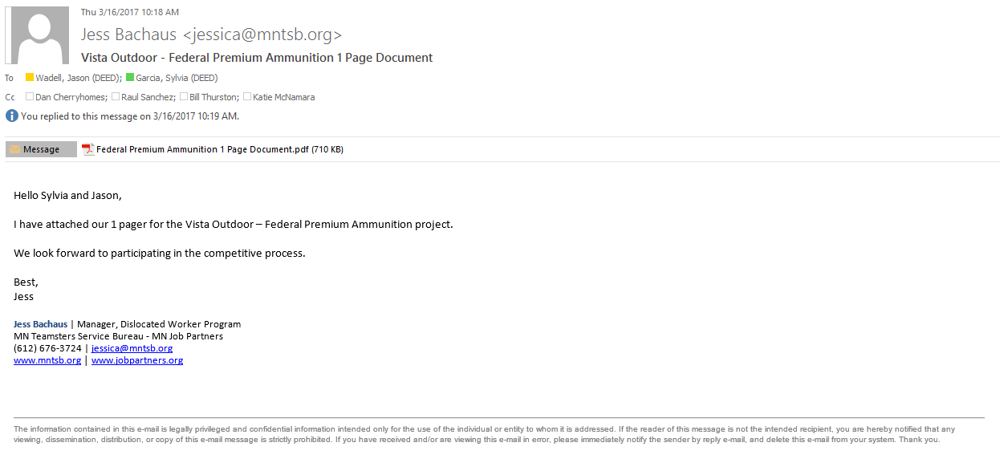 Thu 3/16/2017 10:18 AM
Jess Bachaus <jessica@mntsb.org>
Vista Outdoor - Federal Premium Ammunition 1 Page Document
To Wadell, Jason (DEED); Garcia, Sylvia (DEED)
Cc Dan Cherryhomes; Raul Sanchez; Bill Thurston; Katie McNamara
You replied to this message on 3/16/2017 10:19 AM.
Message Federal Premium Ammunition 1 Page Document.pdf (710 KB)
Hello Sylvia and Jason,
I have attached our 1 pager for the Vista Outdoor – Federal Premium Ammunition project.
We look forward to participating in the competitive process.
Best,
Jess
Jess Bachaus | Manager, Dislocated Worker Program
MN Teamsters Service Bureau - MN Job Partners
(612) 676-3724 | jessica@mntsb.org
www.mntsb.org | www.jobpartners.org
The information contained in this e-mail is legally privileged and confidential information intended only for the use of the individual or entity to whom it is addressed. If the reader of this message is not the intended recipient, you are hereby notified that any
viewing, dissemination, distribution, or copy of this e-mail message is strictly prohibited. If you have received and/or are viewing this e-mail in error, please immediately notify the sender by reply e-mail, and delete this e-mail from your system. Thank you.